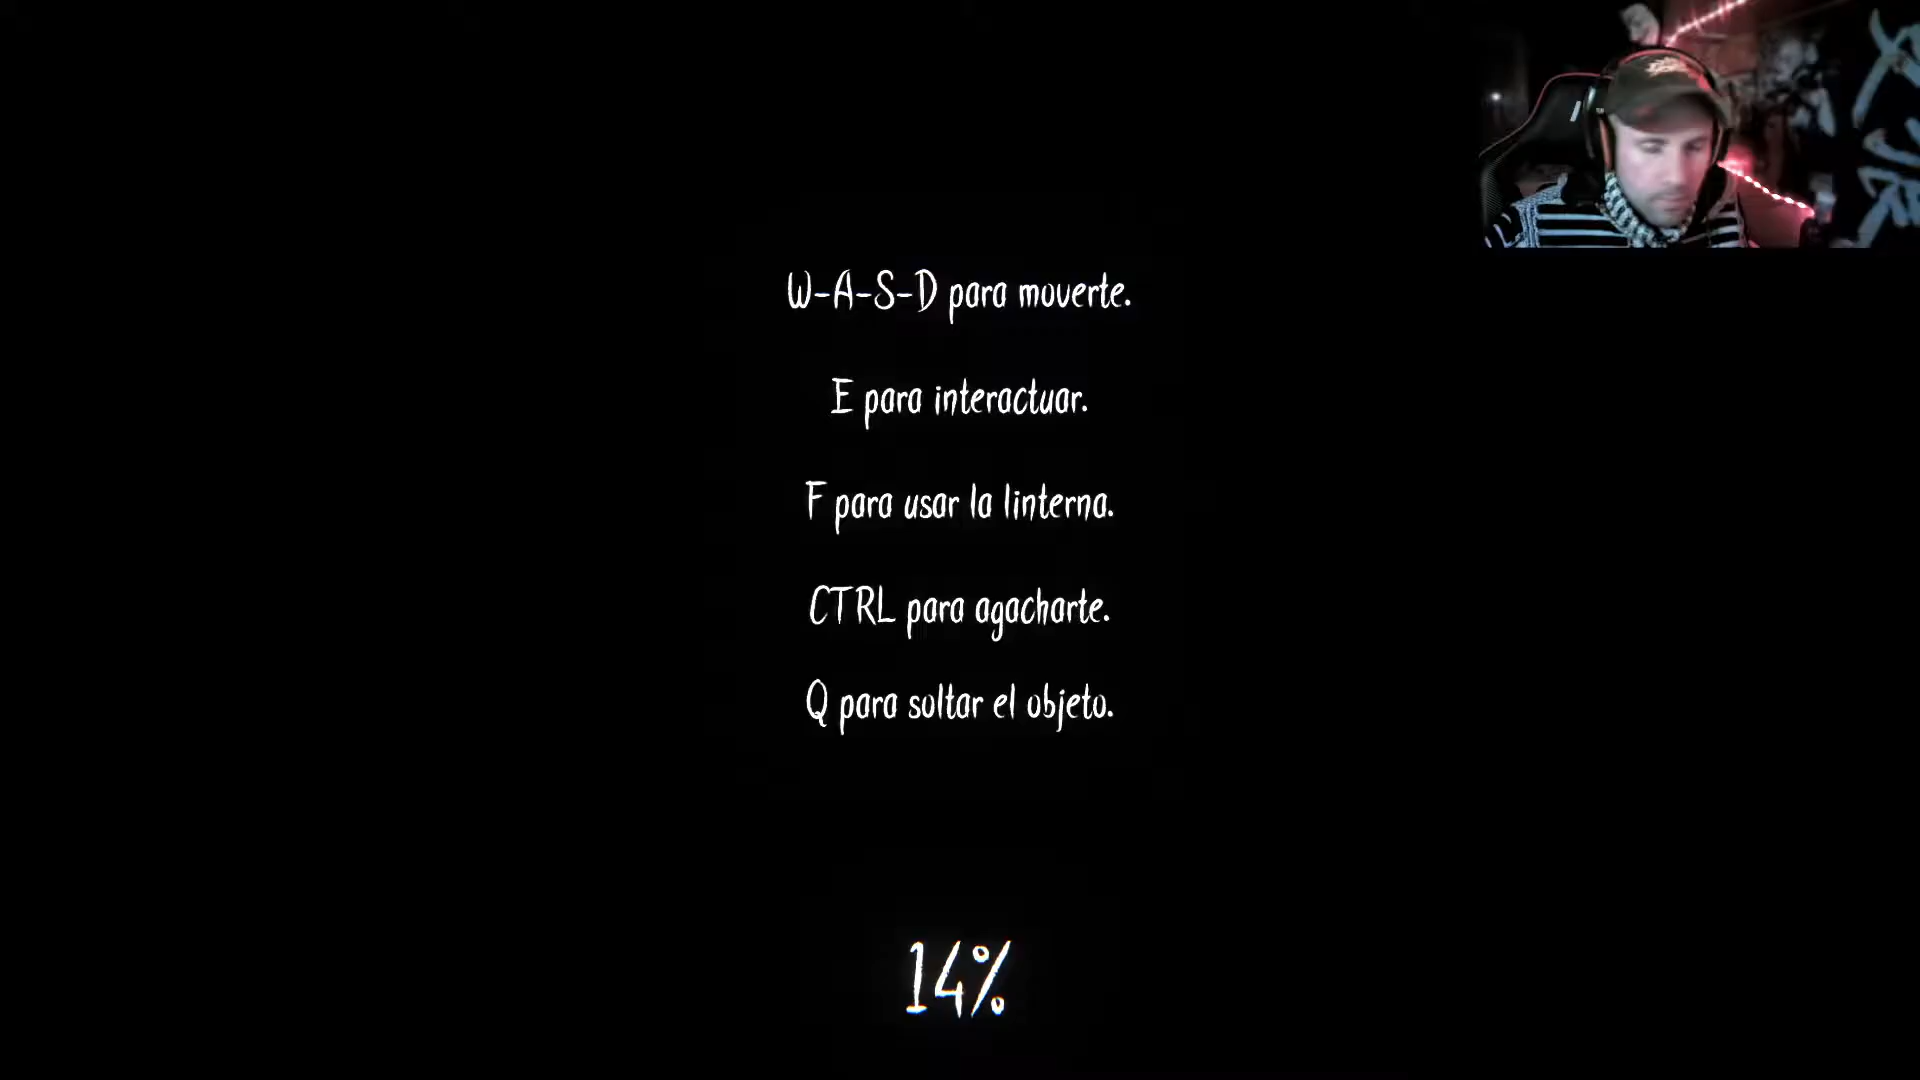 W-A-S-D para moverte.
E para interactuar.
F para usar la linterna.
CTRL para agacharte.
Q para soltar el objeto.
14%